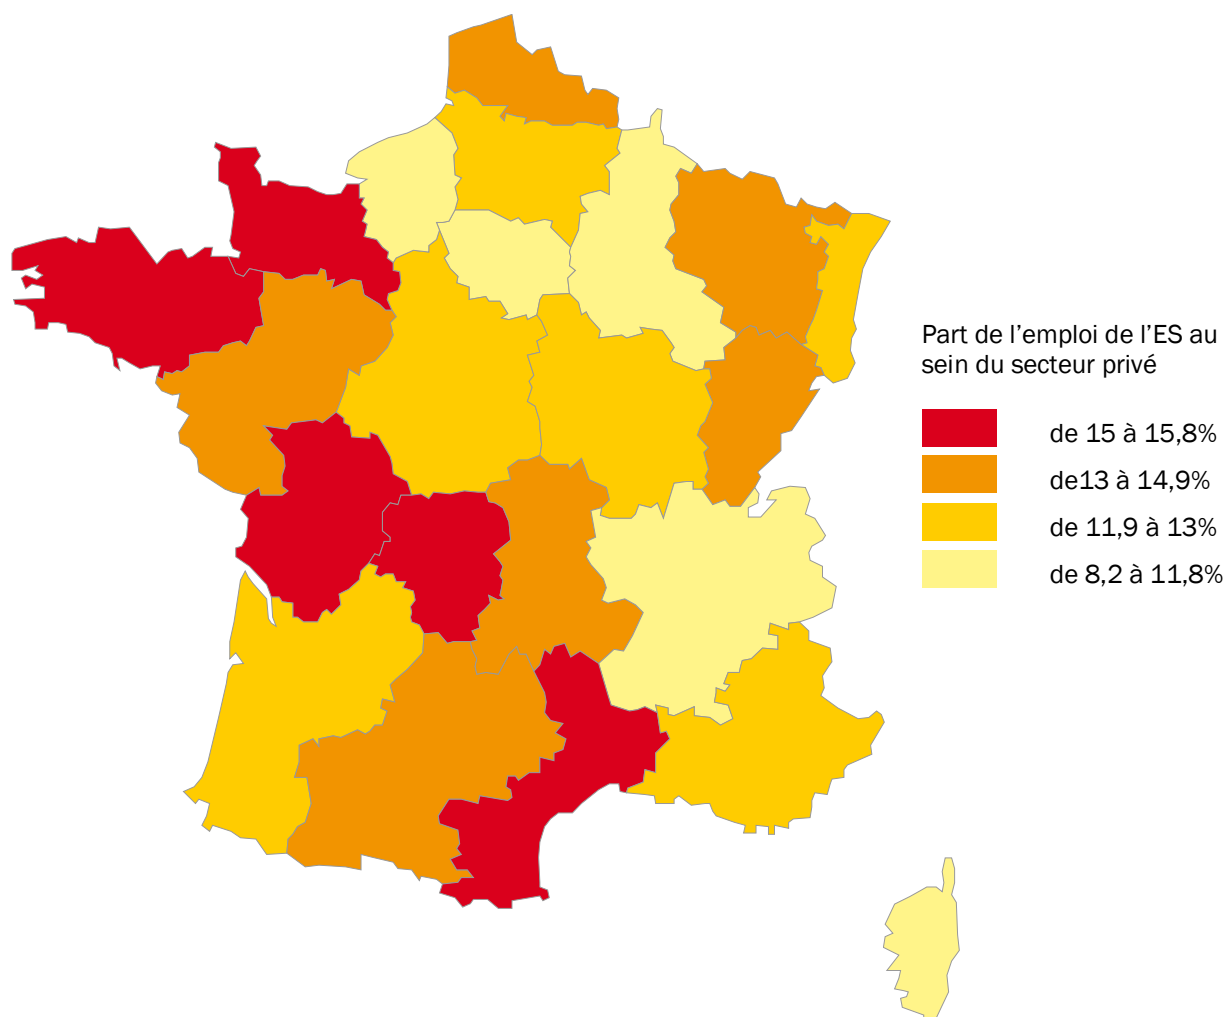 Part de l'emploi de l'ES au
sein du secteur privé
de 15 à 15,8%
de13 à 14,9%
de 11,9 à 13%
de 8,2 à 11,8%